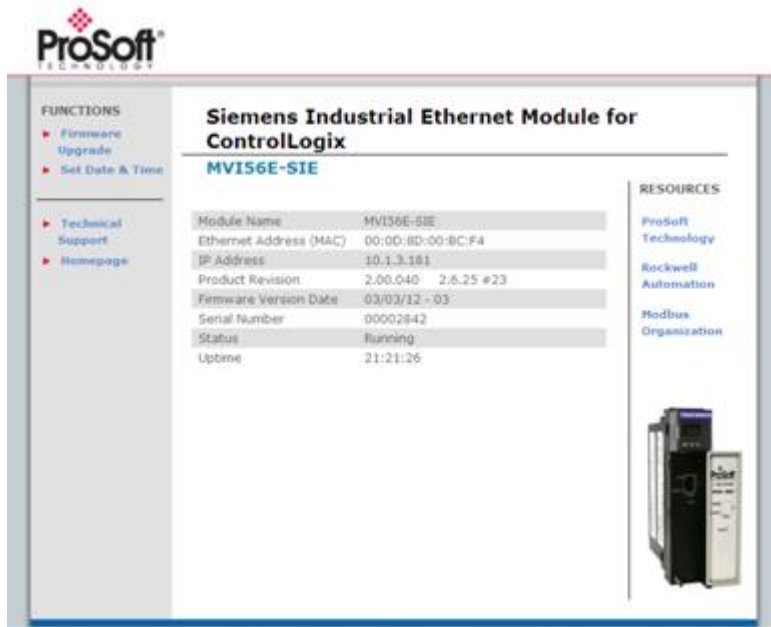 ProSoft®
TECHNOLOGY
FUNCTIONS
Firmware
Upgrade
Set Date & Time
Technical
Support
Homepage
Siemens Industrial Ethernet Module for
ControlLogix
MVI56E-SIE
Module Name MVI56E-SIE
Ethernet Address (MAC) 00:0D:8D:00:BC:F4
IP Address 10.1.3.181
Product Revision 2.00.040 2.6.25 #23
Firmware Version Date 03/03/12 - 03
Serial Number 00002842
Status Running
Uptime 21:21:26
RESOURCES
ProSoft
Technology
Rockwell
Automation
Modbus
Organization
ProSoft